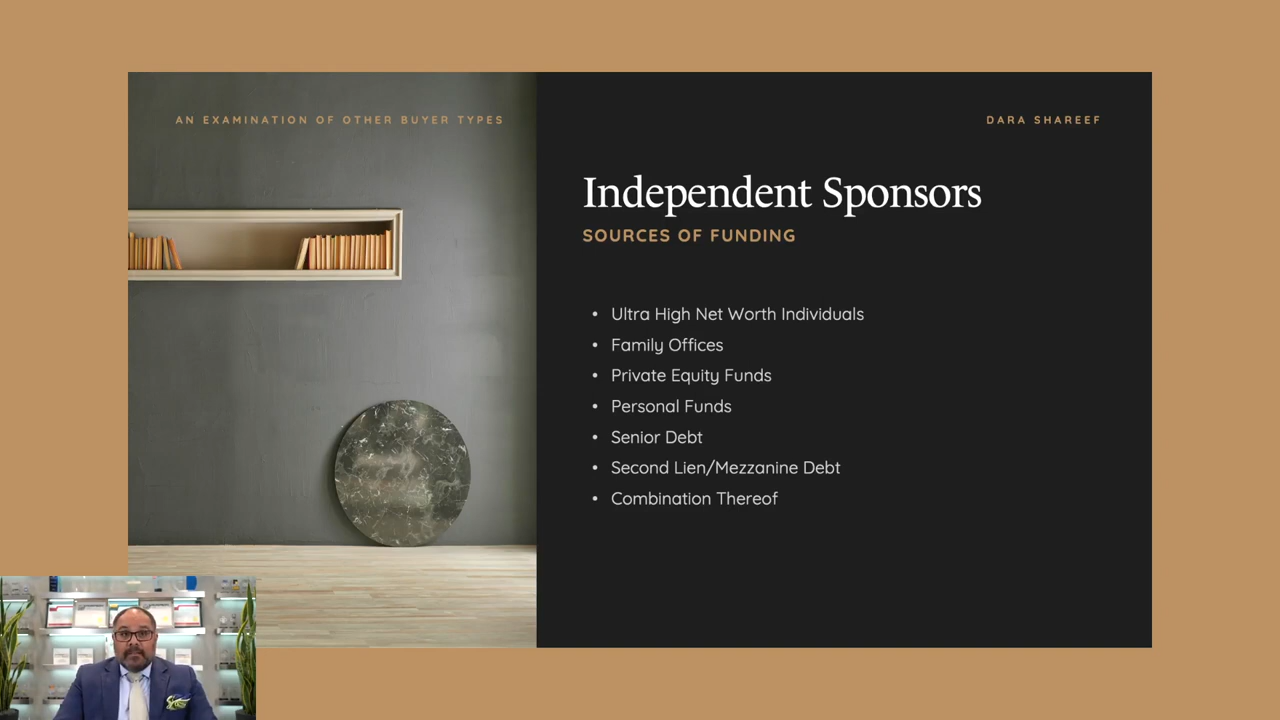 AN EXAMINATION OF OTHER BUYER TYPES
DARA SHAREEF
Independent Sponsors
SOURCES OF FUNDING
• Ultra High Net Worth Individuals
• Family Offices
• Private Equity Funds
• Personal Funds
• Senior Debt
• Second Lien/Mezzanine Debt
• Combination Thereof